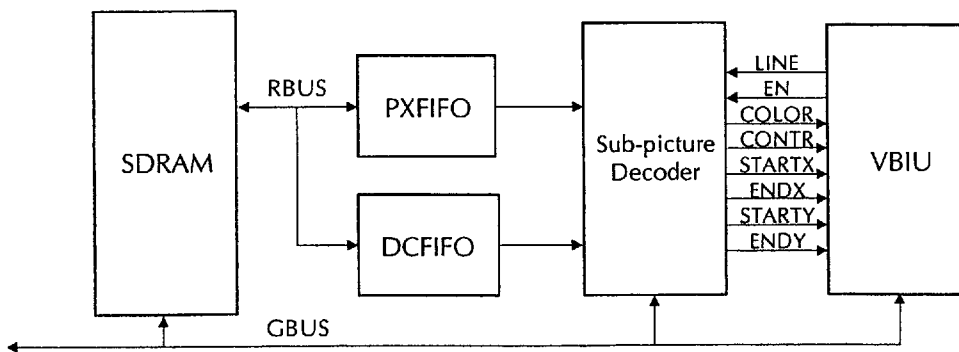 SDRAM
RBUS
PXFIFO
DCFIFO
Sub-picture
Decoder
LINE
EN
COLOR
CONTR
STARTX
ENDX
STARTY
ENDY
VBIU
GBUS